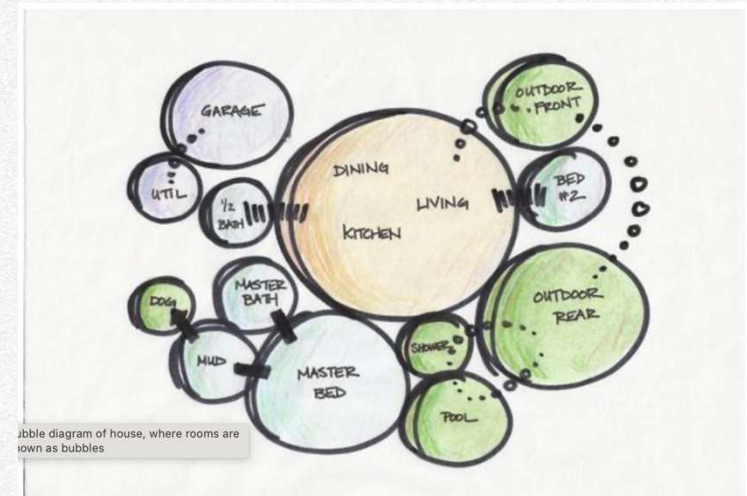 GARAGE
UTIL
1/2
BATH
DINING
LIVING
KITCHEN
OUTDOOR
FRONT
BED
#2
OUTDOOR
REAR
DOG
MASTER
BATH
MUD
MASTER
BED
SHOWER
POOL
ubble diagram of house, where rooms are
hown as bubbles